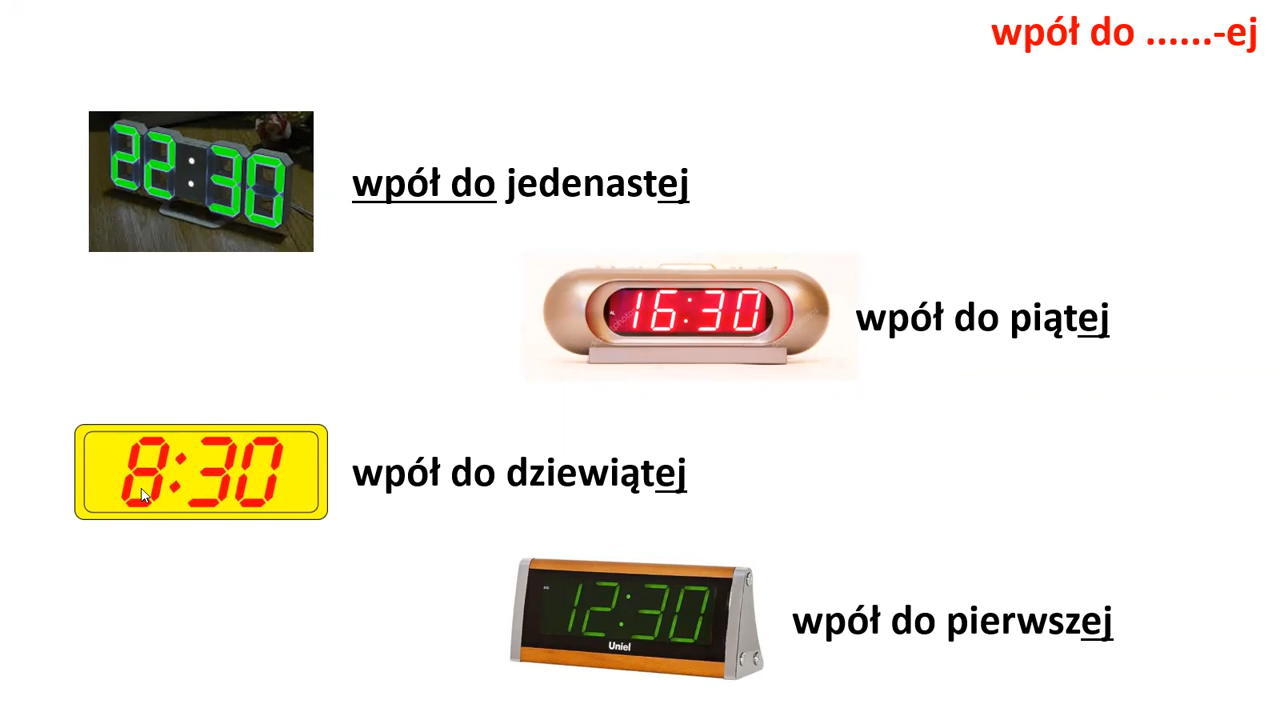 wpół do ......-ej
22:30
wpół do jedenastej
16:30
wpół do piątej
8:30
wpół do dziewiątej
12:30
Uniel
wpół do pierwszej